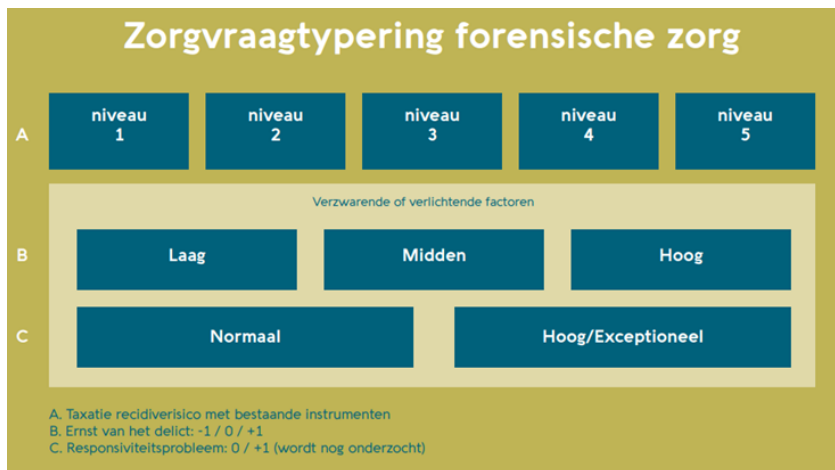 Zorgvraagtypering forensische zorg
A
niveau
1
niveau
2
niveau
3
niveau
4
niveau
5
Verzwarende of verlichtende factoren
B
Laag
Midden
Hoog
C
Normaal
Hoog/Exceptioneel
A. Taxatie recidiverisico met bestaande instrumenten
B. Ernst van het delict: -1 / 0 / +1
C. Responsiviteitsprobleem: 0 / +1 (wordt nog onderzocht)